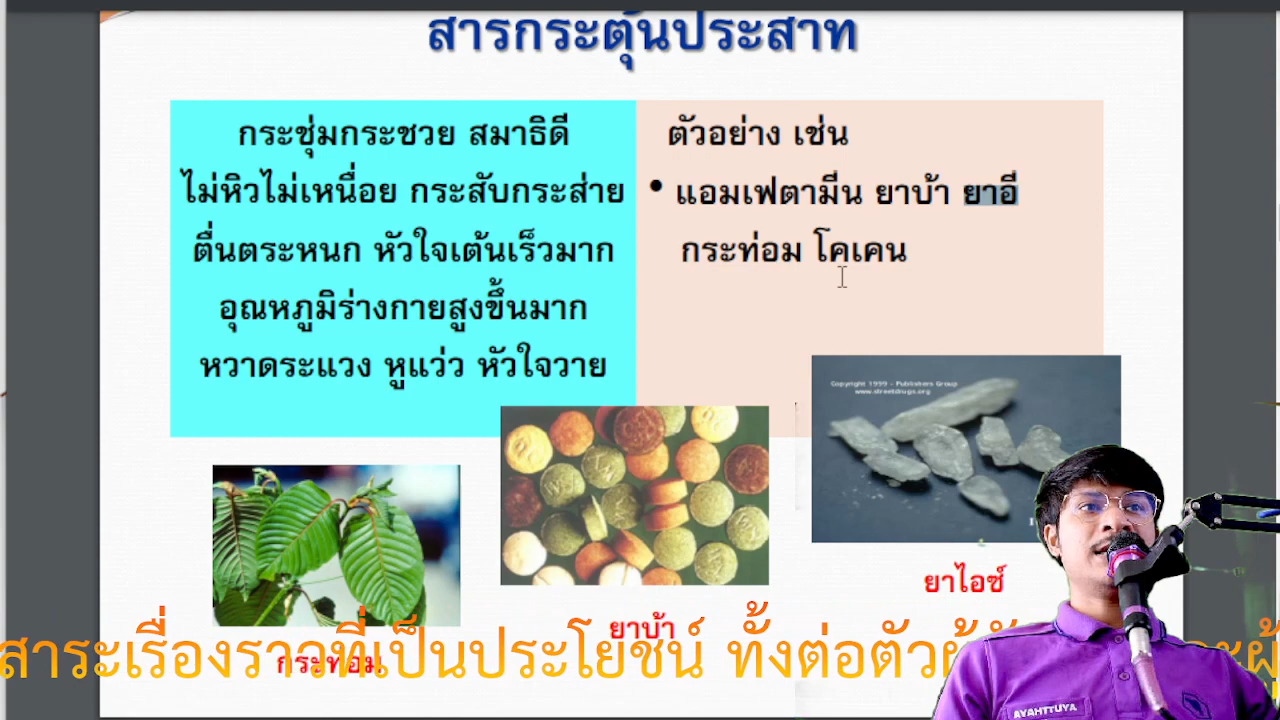 สารกระตุ้นประสาท
กระชุ่มกระชวย สมาธิดี
ไม่หิวไม่เหนื่อย กระสับกระส่าย
ตื่นตระหนก หัวใจเต้นเร็วมาก
อุณหภูมิร่างกายสูงขึ้นมาก
หวาดระแวง หูแว่ว หัวใจวาย
ตัวอย่าง เช่น
• แอมเฟตามีน ยาบ้า ยาอี
กระท่อม โคเคน
Copyright 1999 - Publishers Group
www.streetdrugs.org
ยาไอซ์
ยาบ้า
กระท่อม
สาระเรื่องราวที่เป็นประโยชน์ ทั้งต่อตัว
AYAHTTUYA